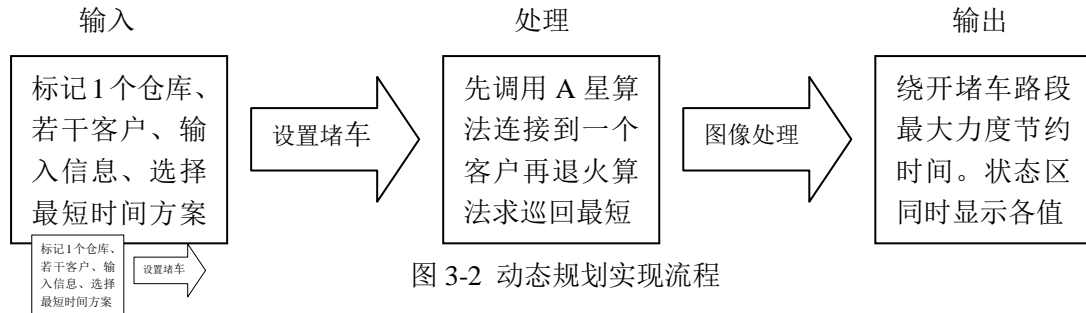 输入
处理
输出
标记1个仓库、
若干客户、输
入信息、选择
最短时间方案
设置堵车
先调用 A 星算
法连接到一个
客户再退火算
法求巡回最短
图像处理
绕开堵车路段
最大力度节约
时间。状态区
同时显示各值
标记1个仓库、
若干客户、输
入信息、选择
最短时间方案
设置堵车
图 3-2 动态规划实现流程